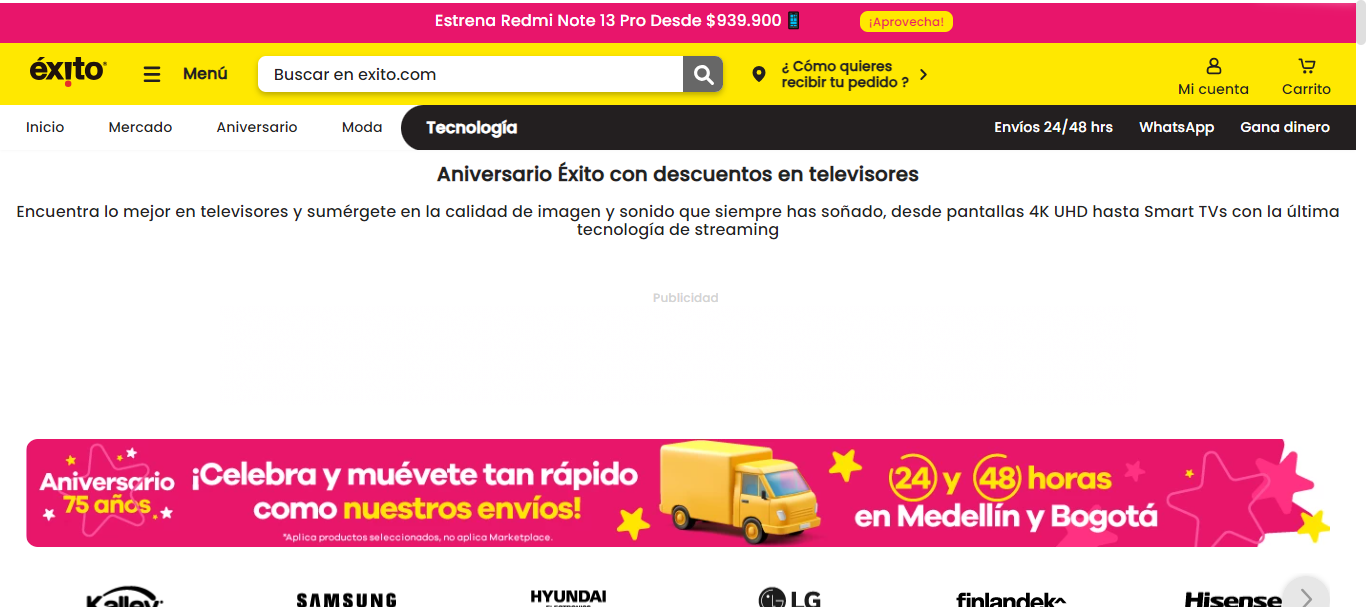 Estrena Redmi Note 13 Pro Desde $939.900
¡Aprovecha!
éxito
Menú
Buscar en exito.com
¿ Cómo quieres
recibir tu pedido ?
Mi cuenta
Carrito
Inicio
Mercado
Aniversario
Moda
Tecnología
Envíos 24/48 hrs
WhatsApp
Gana dinero
Aniversario Éxito con descuentos en televisores
Encuentra lo mejor en televisores y sumérgete en la calidad de imagen y sonido que siempre has soñado, desde pantallas 4K UHD hasta Smart TVs con la última
tecnología de streaming
Publicidad
Aniversario
75 años.
¡Celebra y muévete tan rápido
como nuestros envíos!
*Aplica productos seleccionados, no aplica Marketplace.
24 y 48 horas
en Medellín y Bogotá
Kalley
SAMSUNG
HYUNDAI
ELECTRONICS
LG
finlandek
Hisense